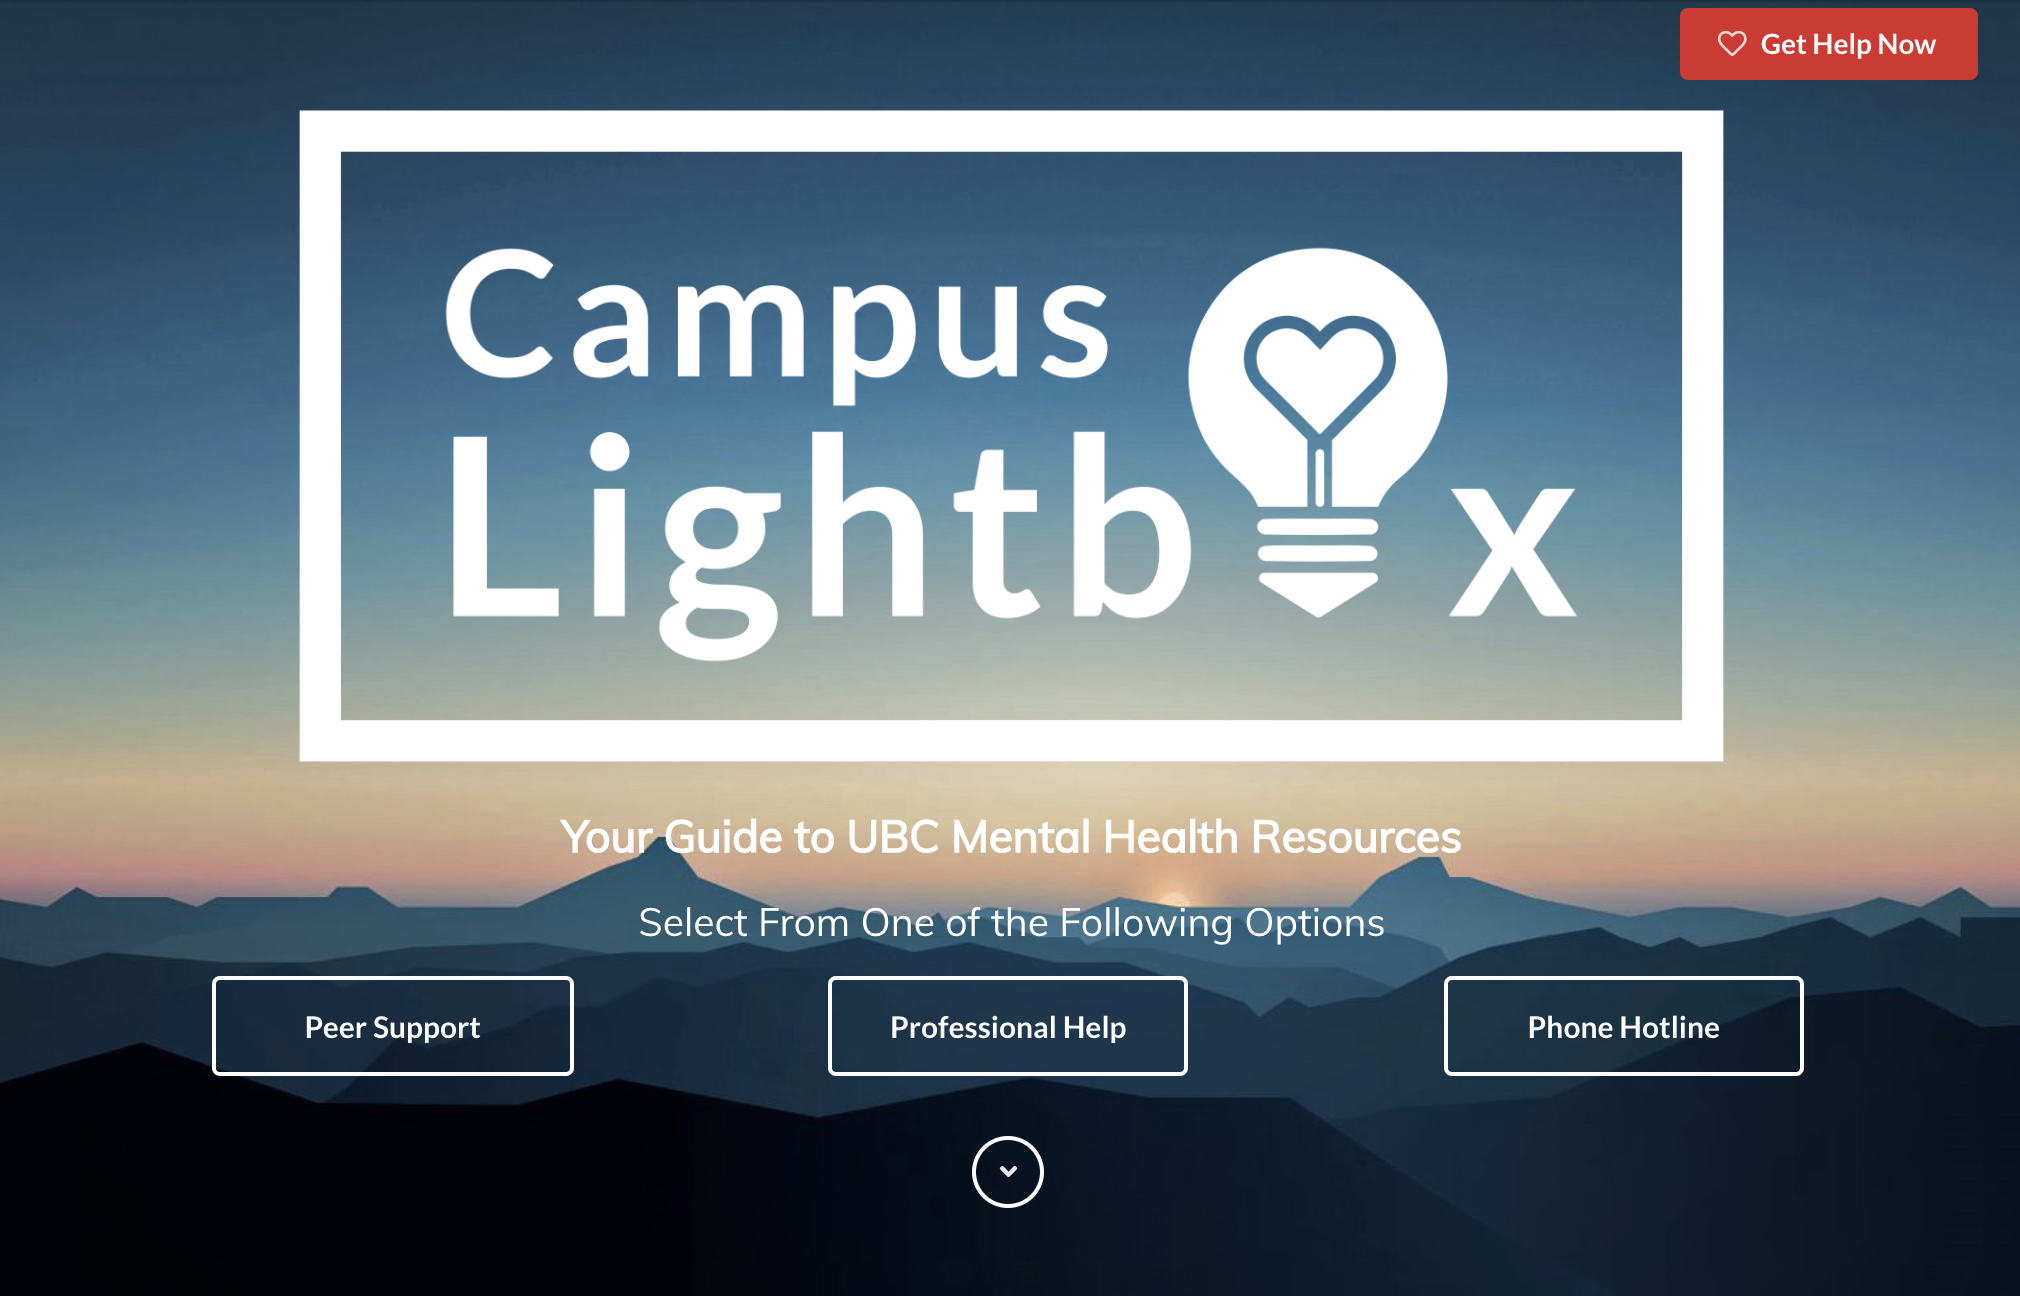 Get Help Now
Campus
Lightbox
Your Guide to UBC Mental Health Resources
Select From One of the Following Options
Peer Support
Professional Help
Phone Hotline